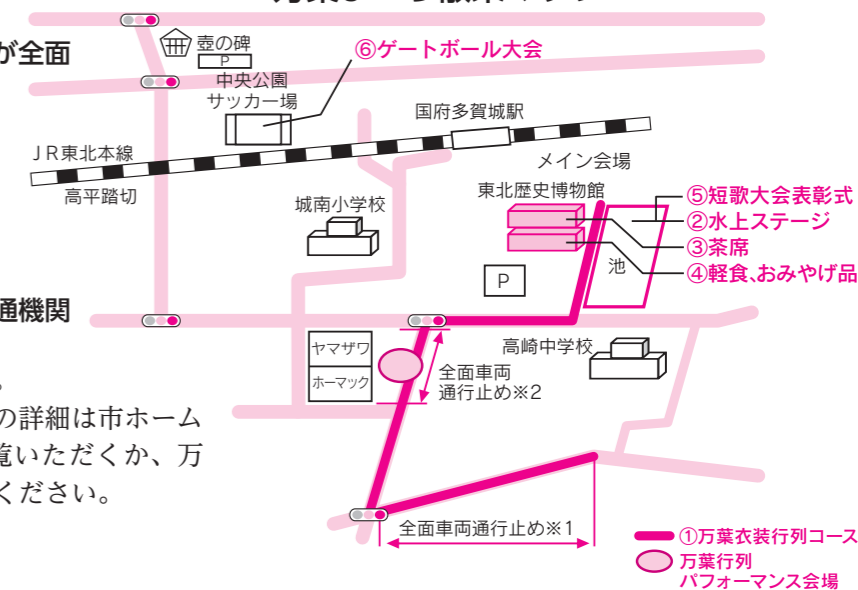 が全面
通機関
。
の詳細は市ホーム
覧いただくか、万
ください。
壺の碑
P
中央公園
サッカー場
⑥ゲートボール大会
国府多賀城駅
JR東北本線
高平踏切
メイン会場
東北歴史博物館
城南小学校
⑤短歌大会表彰式
②水上ステージ
③茶席
④軽食、おみやげ品
池
P
ヤマザワ
ホーマック
高崎中学校
全面車両
通行止め※2
全面車両通行止め※1
①万葉衣装行列コース
万葉行列
パフォーマンス会場